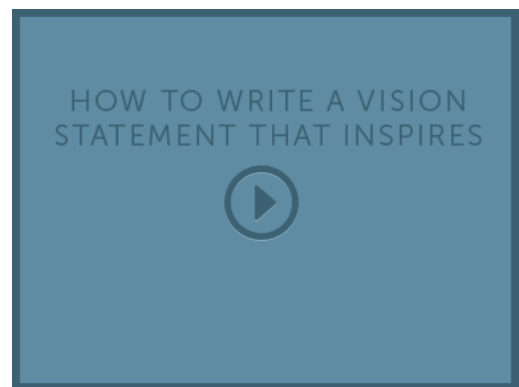 HOW TO WRITE A VISION
STATEMENT THAT INSPIRES